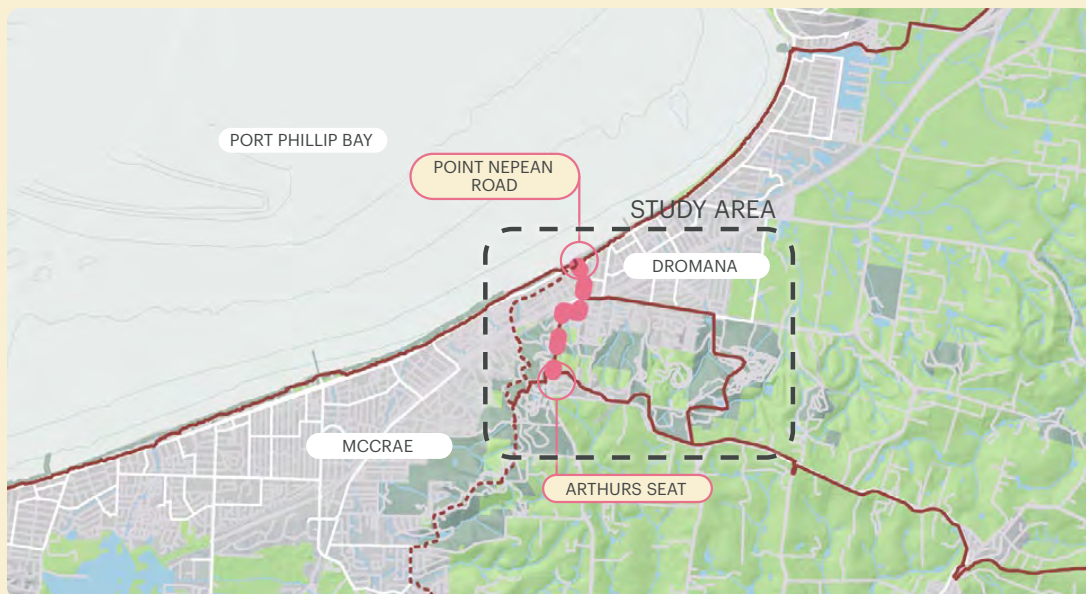 PORT PHILLIP BAY
POINT NEPEAN
ROAD
STUDY AREA
DROMANA
MCCRAE
ARTHURS SEAT